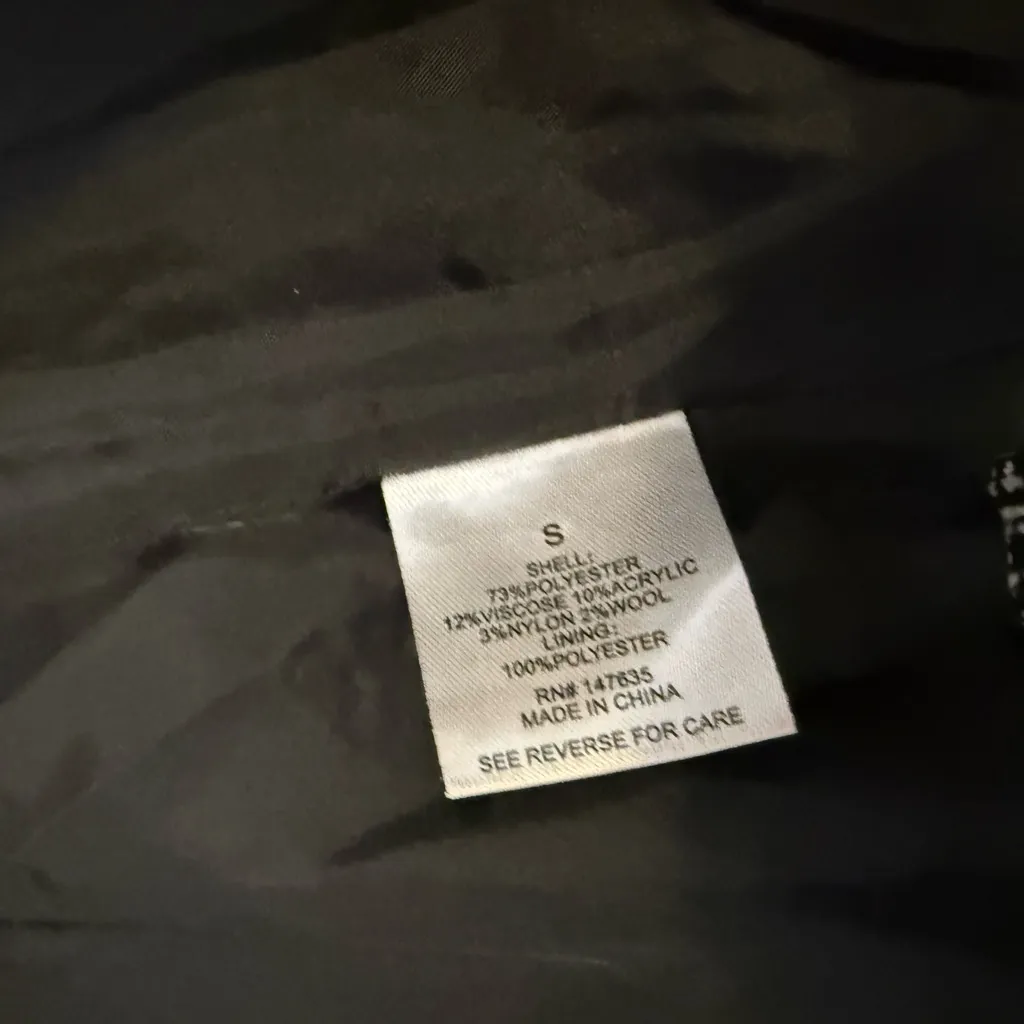 S
SHELL:
73%POLYESTER
12%VISCOSE 10%ACRYLIC
3%NYLON 2%WOOL
LINING:
100%POLYESTER
RN# 147635
MADE IN CHINA
SEE REVERSE FOR CARE